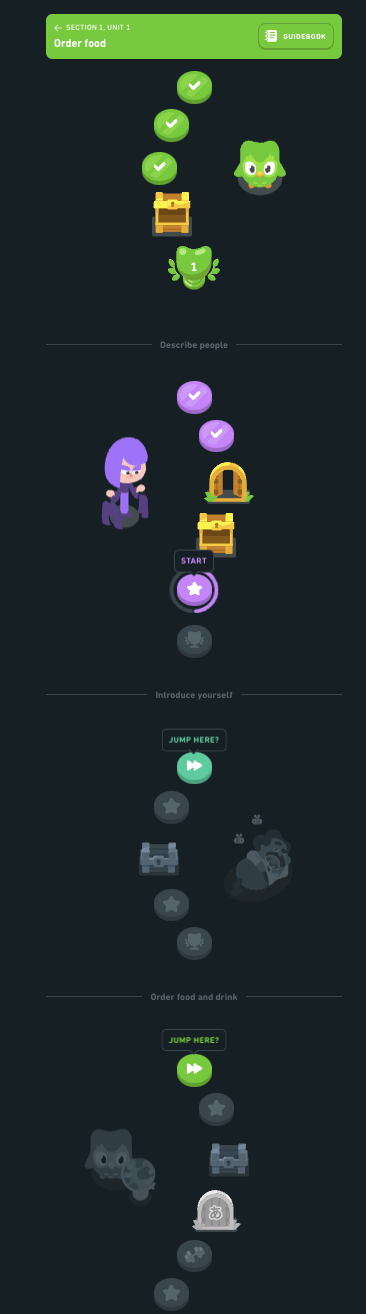 ← SECTION 1, UNIT 1
Order food
GUIDEBOOK
1
Describe people
START
Introduce yourself
JUMP HERE?
Order food and drink
JUMP HERE?
あ